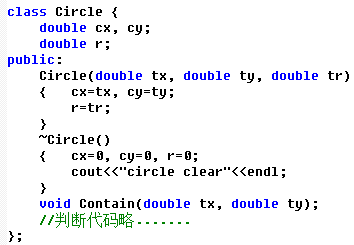 class Circle {
double cx, cy;
double r;
public:
Circle(double tx, double ty, double tr)
{ cx=tx, cy=ty;
r=tr;
}
~Circle()
{ cx=0, cy=0, r=0;
cout<<"circle clear"<<endl;
}
void Contain(double tx, double ty);
//判断代码略.......
};